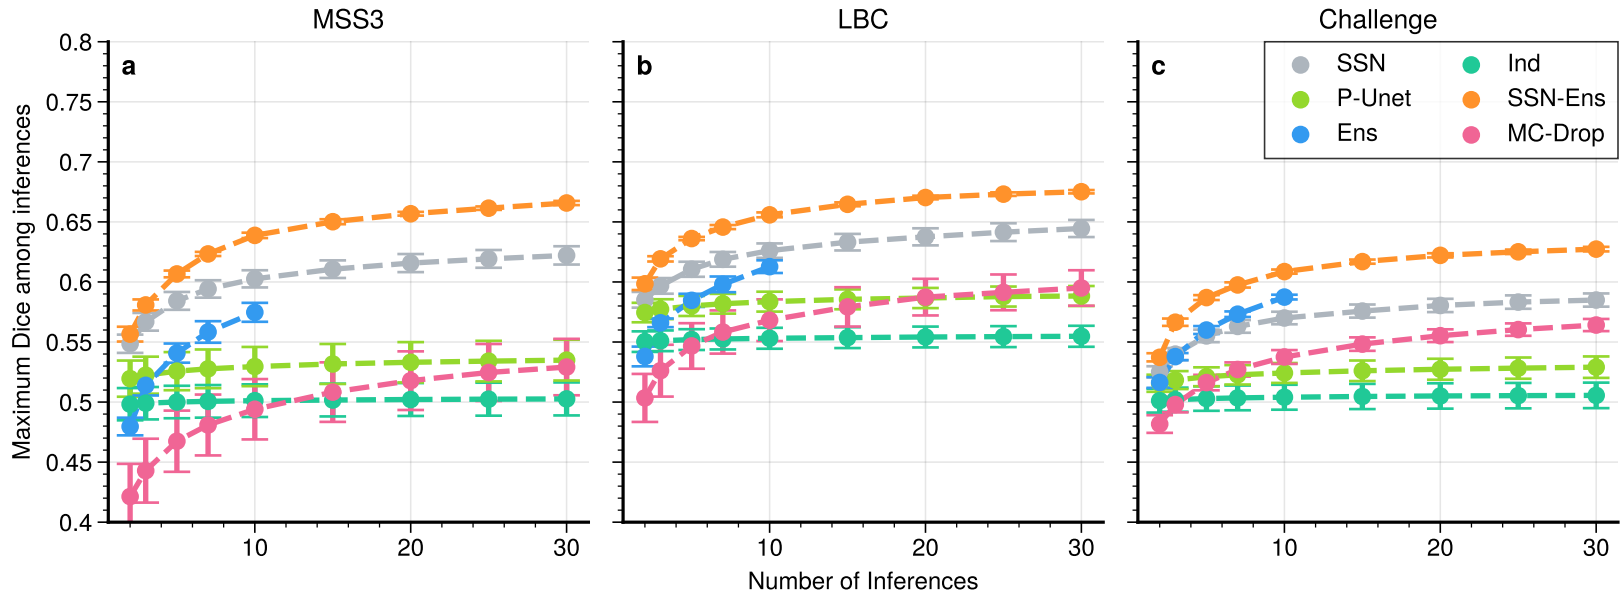 MSS3
LBC
Challenge
a
b
c
SSN
Ind
P-Unet
SSN-Ens
Ens
MC-Drop
Maximum Dice among inferences
0.8
0.75
0.7
0.65
0.6
0.55
0.5
0.45
0.4
10 20 30
10 20 30
10 20 30
Number of Inferences